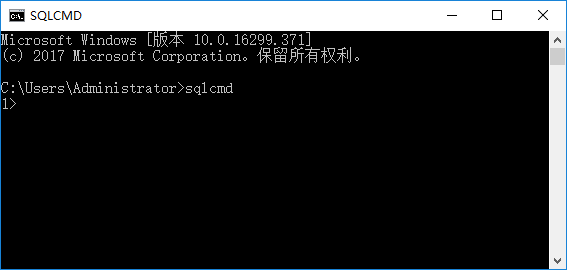 SQLCMD
Microsoft Windows [版本 10.0.16299.371]
(c) 2017 Microsoft Corporation。保留所有权利。
C:\Users\Administrator>sqlcmd
1>